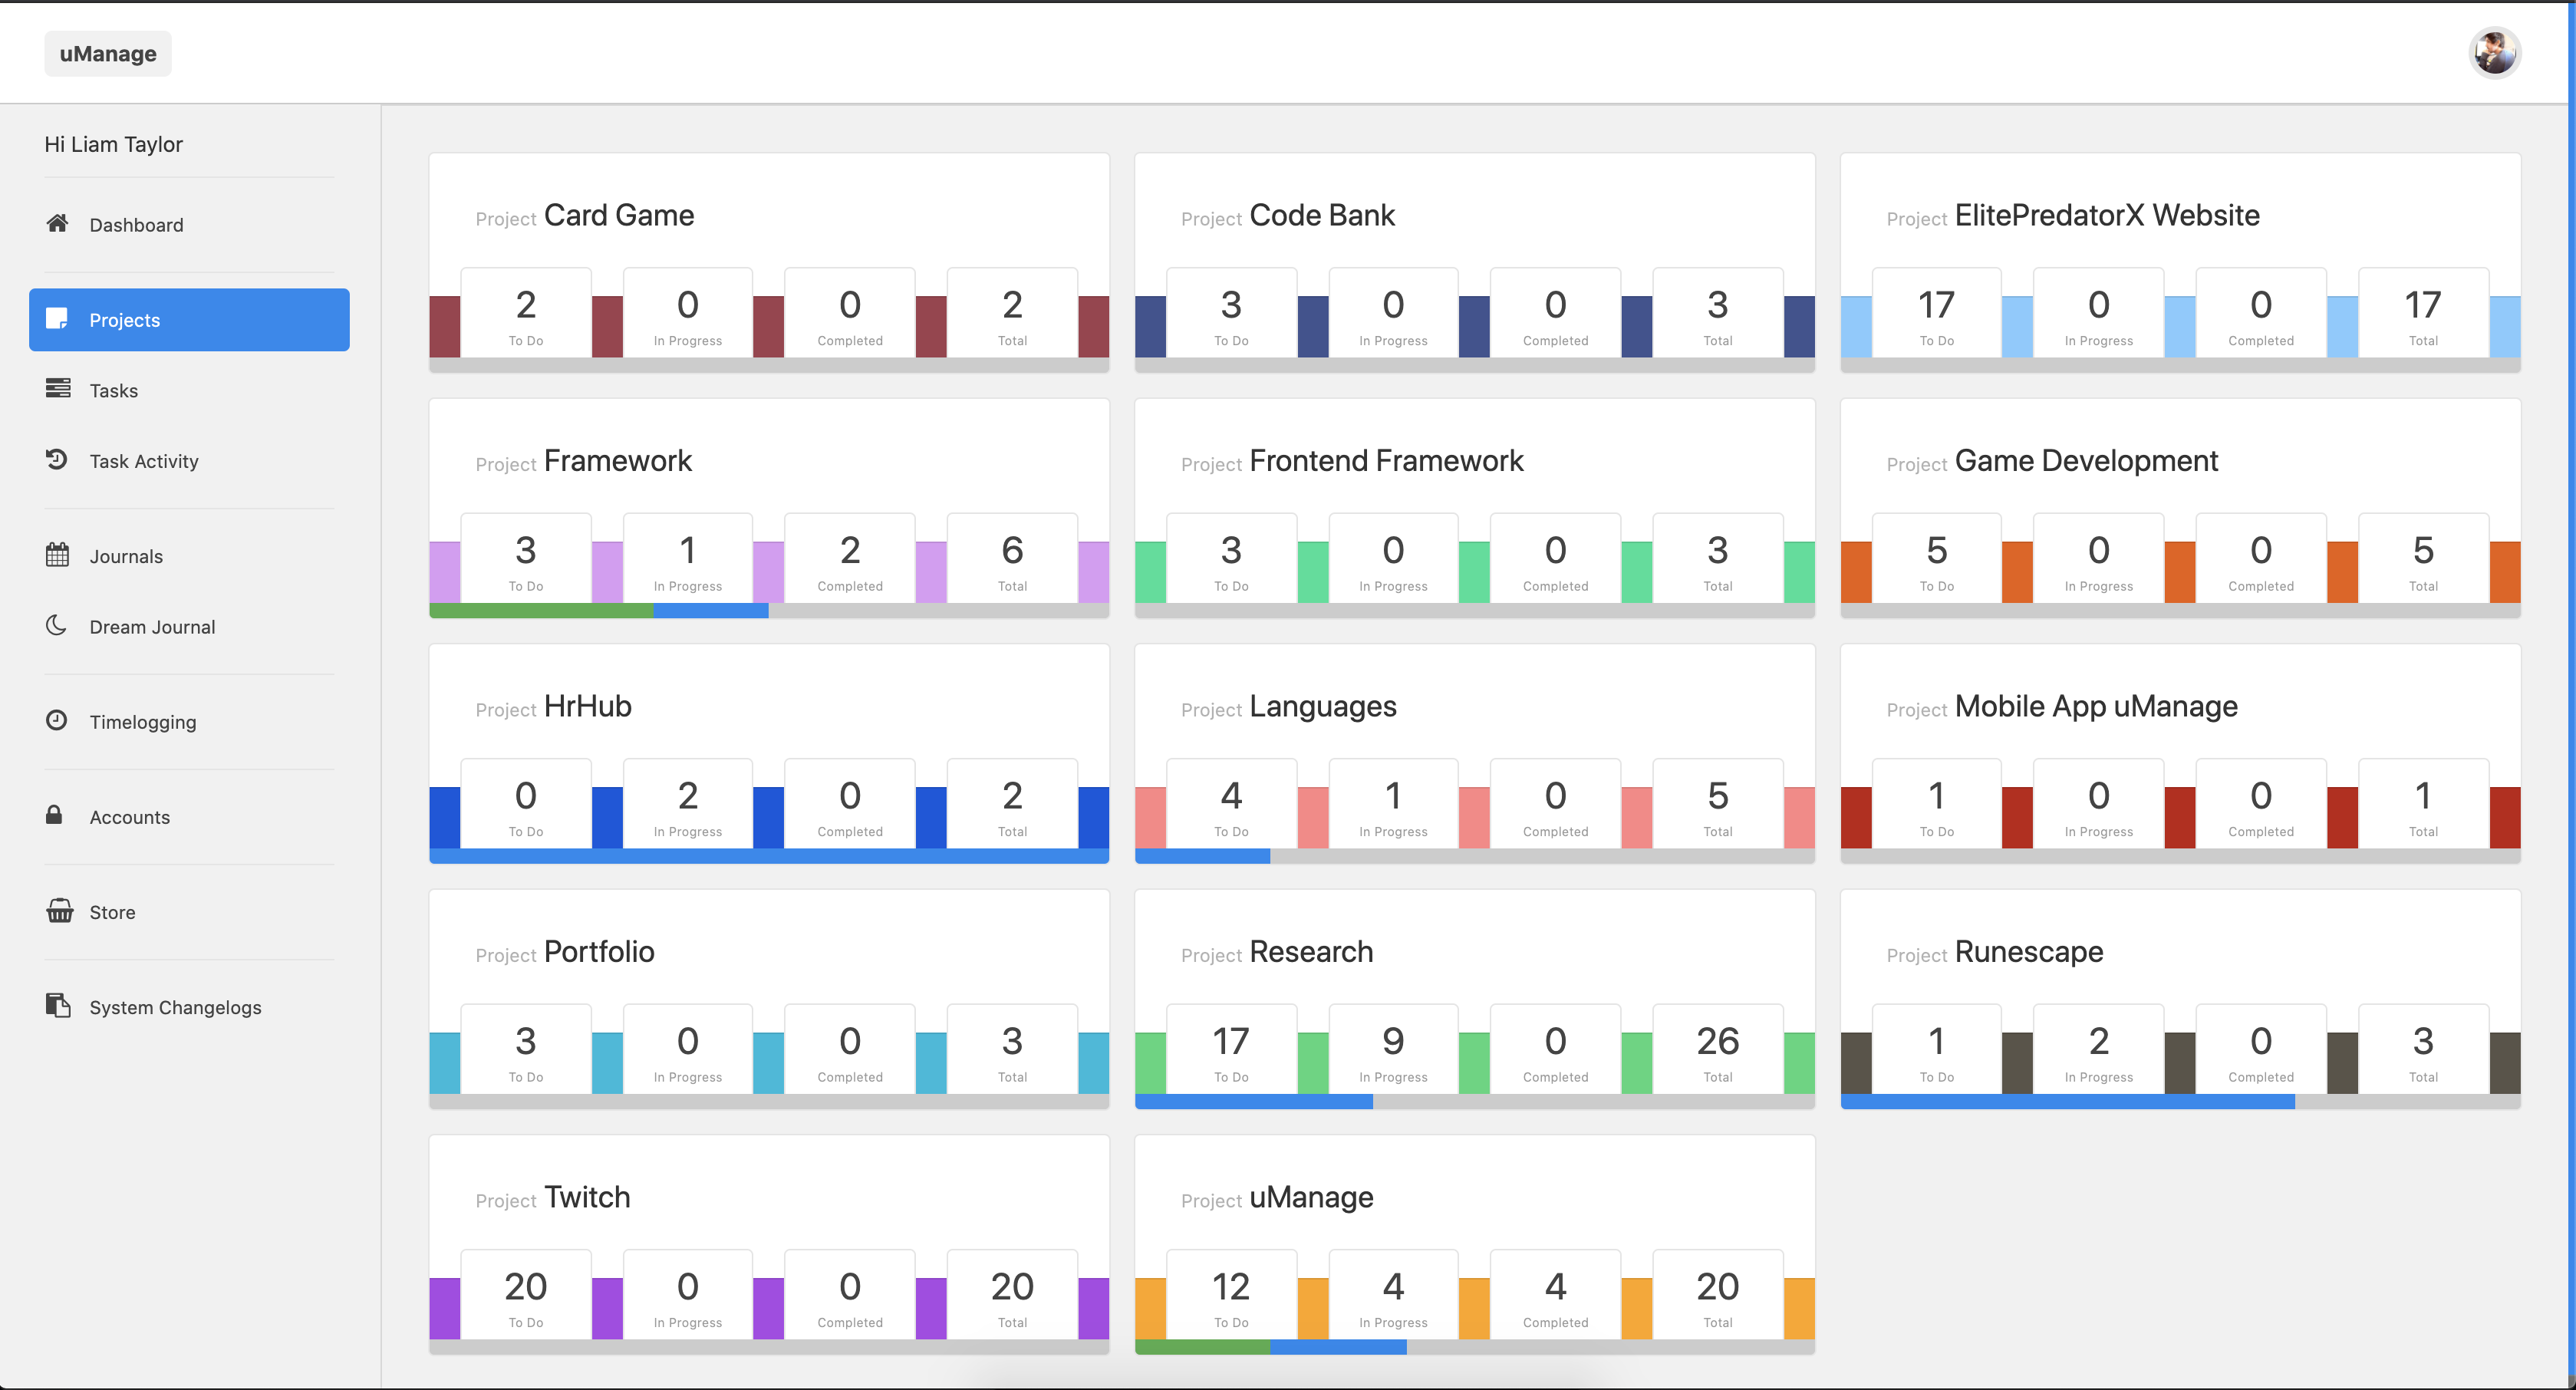 uManage
Hi Liam Taylor
Dashboard
Projects
Tasks
Task Activity
Journals
Dream Journal
Timelogging
Accounts
Store
System Changelogs
Project Card Game
2 0 0 2
To Do In Progress Completed Total
Project Code Bank
3 0 0 3
To Do In Progress Completed Total
Project ElitePredatorX Website
17 0 0 17
To Do In Progress Completed Total
Project Framework
3 1 2 6
To Do In Progress Completed Total
Project Frontend Framework
3 0 0 3
To Do In Progress Completed Total
Project Game Development
5 0 0 5
To Do In Progress Completed Total
Project HrHub
0 2 0 2
To Do In Progress Completed Total
Project Languages
4 1 0 5
To Do In Progress Completed Total
Project Mobile App uManage
1 0 0 1
To Do In Progress Completed Total
Project Portfolio
3 0 0 3
To Do In Progress Completed Total
Project Research
17 9 0 26
To Do In Progress Completed Total
Project Runescape
1 2 0 3
To Do In Progress Completed Total
Project Twitch
20 0 0 20
To Do In Progress Completed Total
Project uManage
12 4 4 20
To Do In Progress Completed Total